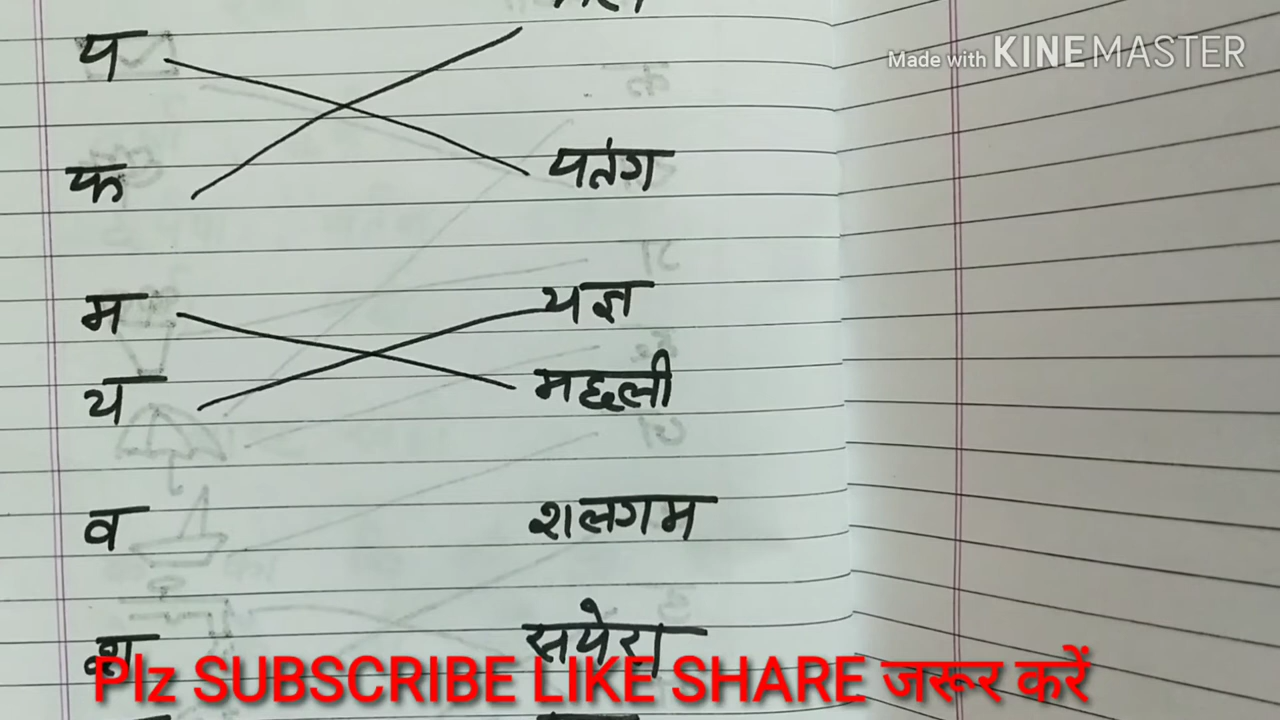 Made with KINEMASTER
प
फ पतंग
म यज्ञ
य मछली
व शलगम
श सपेरा
Plz SUBSCRIBE LIKE SHARE जरूर करें